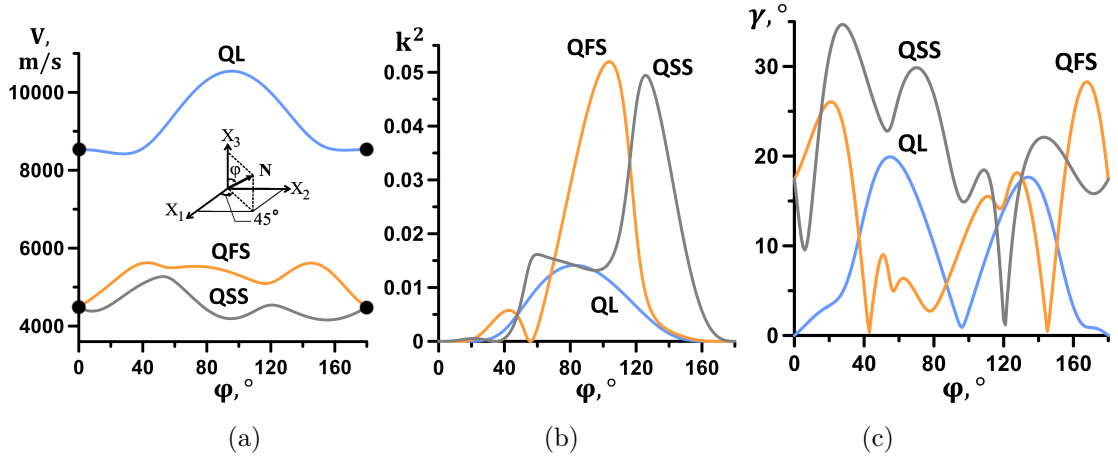 V,
m/s
QL
10000
8000
6000
4000
X3
φ
N
X2
X1
45°
QFS
QSS
0
40
80
120
160
φ,°
(a)
k²
QFS
QSS
0.05
0.04
0.03
0.02
0.01
0
QL
0
40
80
120
160
φ,°
(b)
γ,°
QSS
QFS
30
QL
20
10
0
0
40
80
120
160
φ,°
(c)